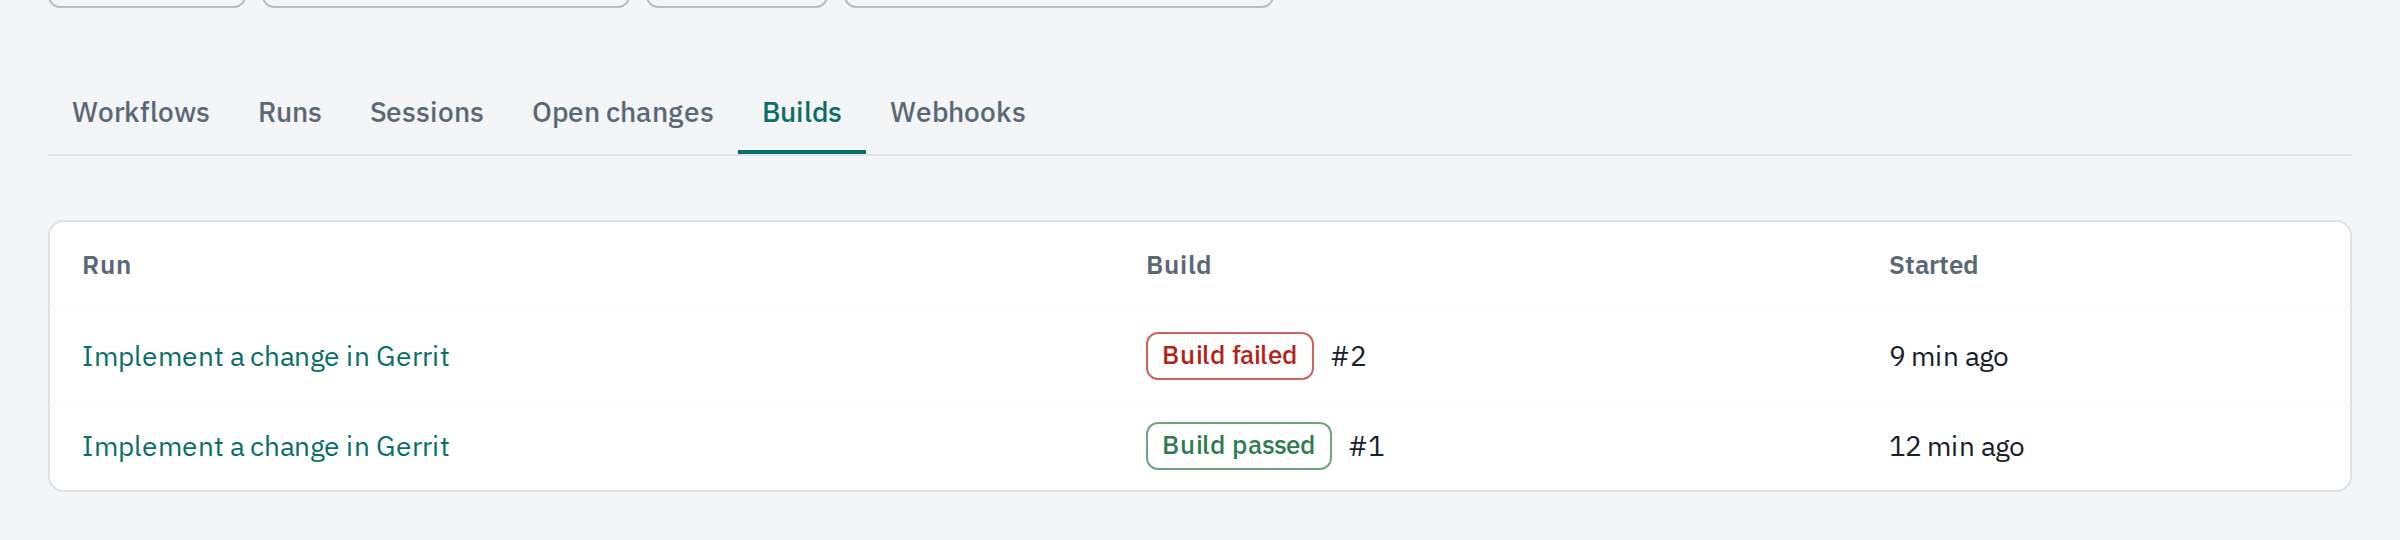 Workflows Runs Sessions Open changes Builds Webhooks
Run Build Started
Implement a change in Gerrit Build failed #2 9 min ago
Implement a change in Gerrit Build passed #1 12 min ago